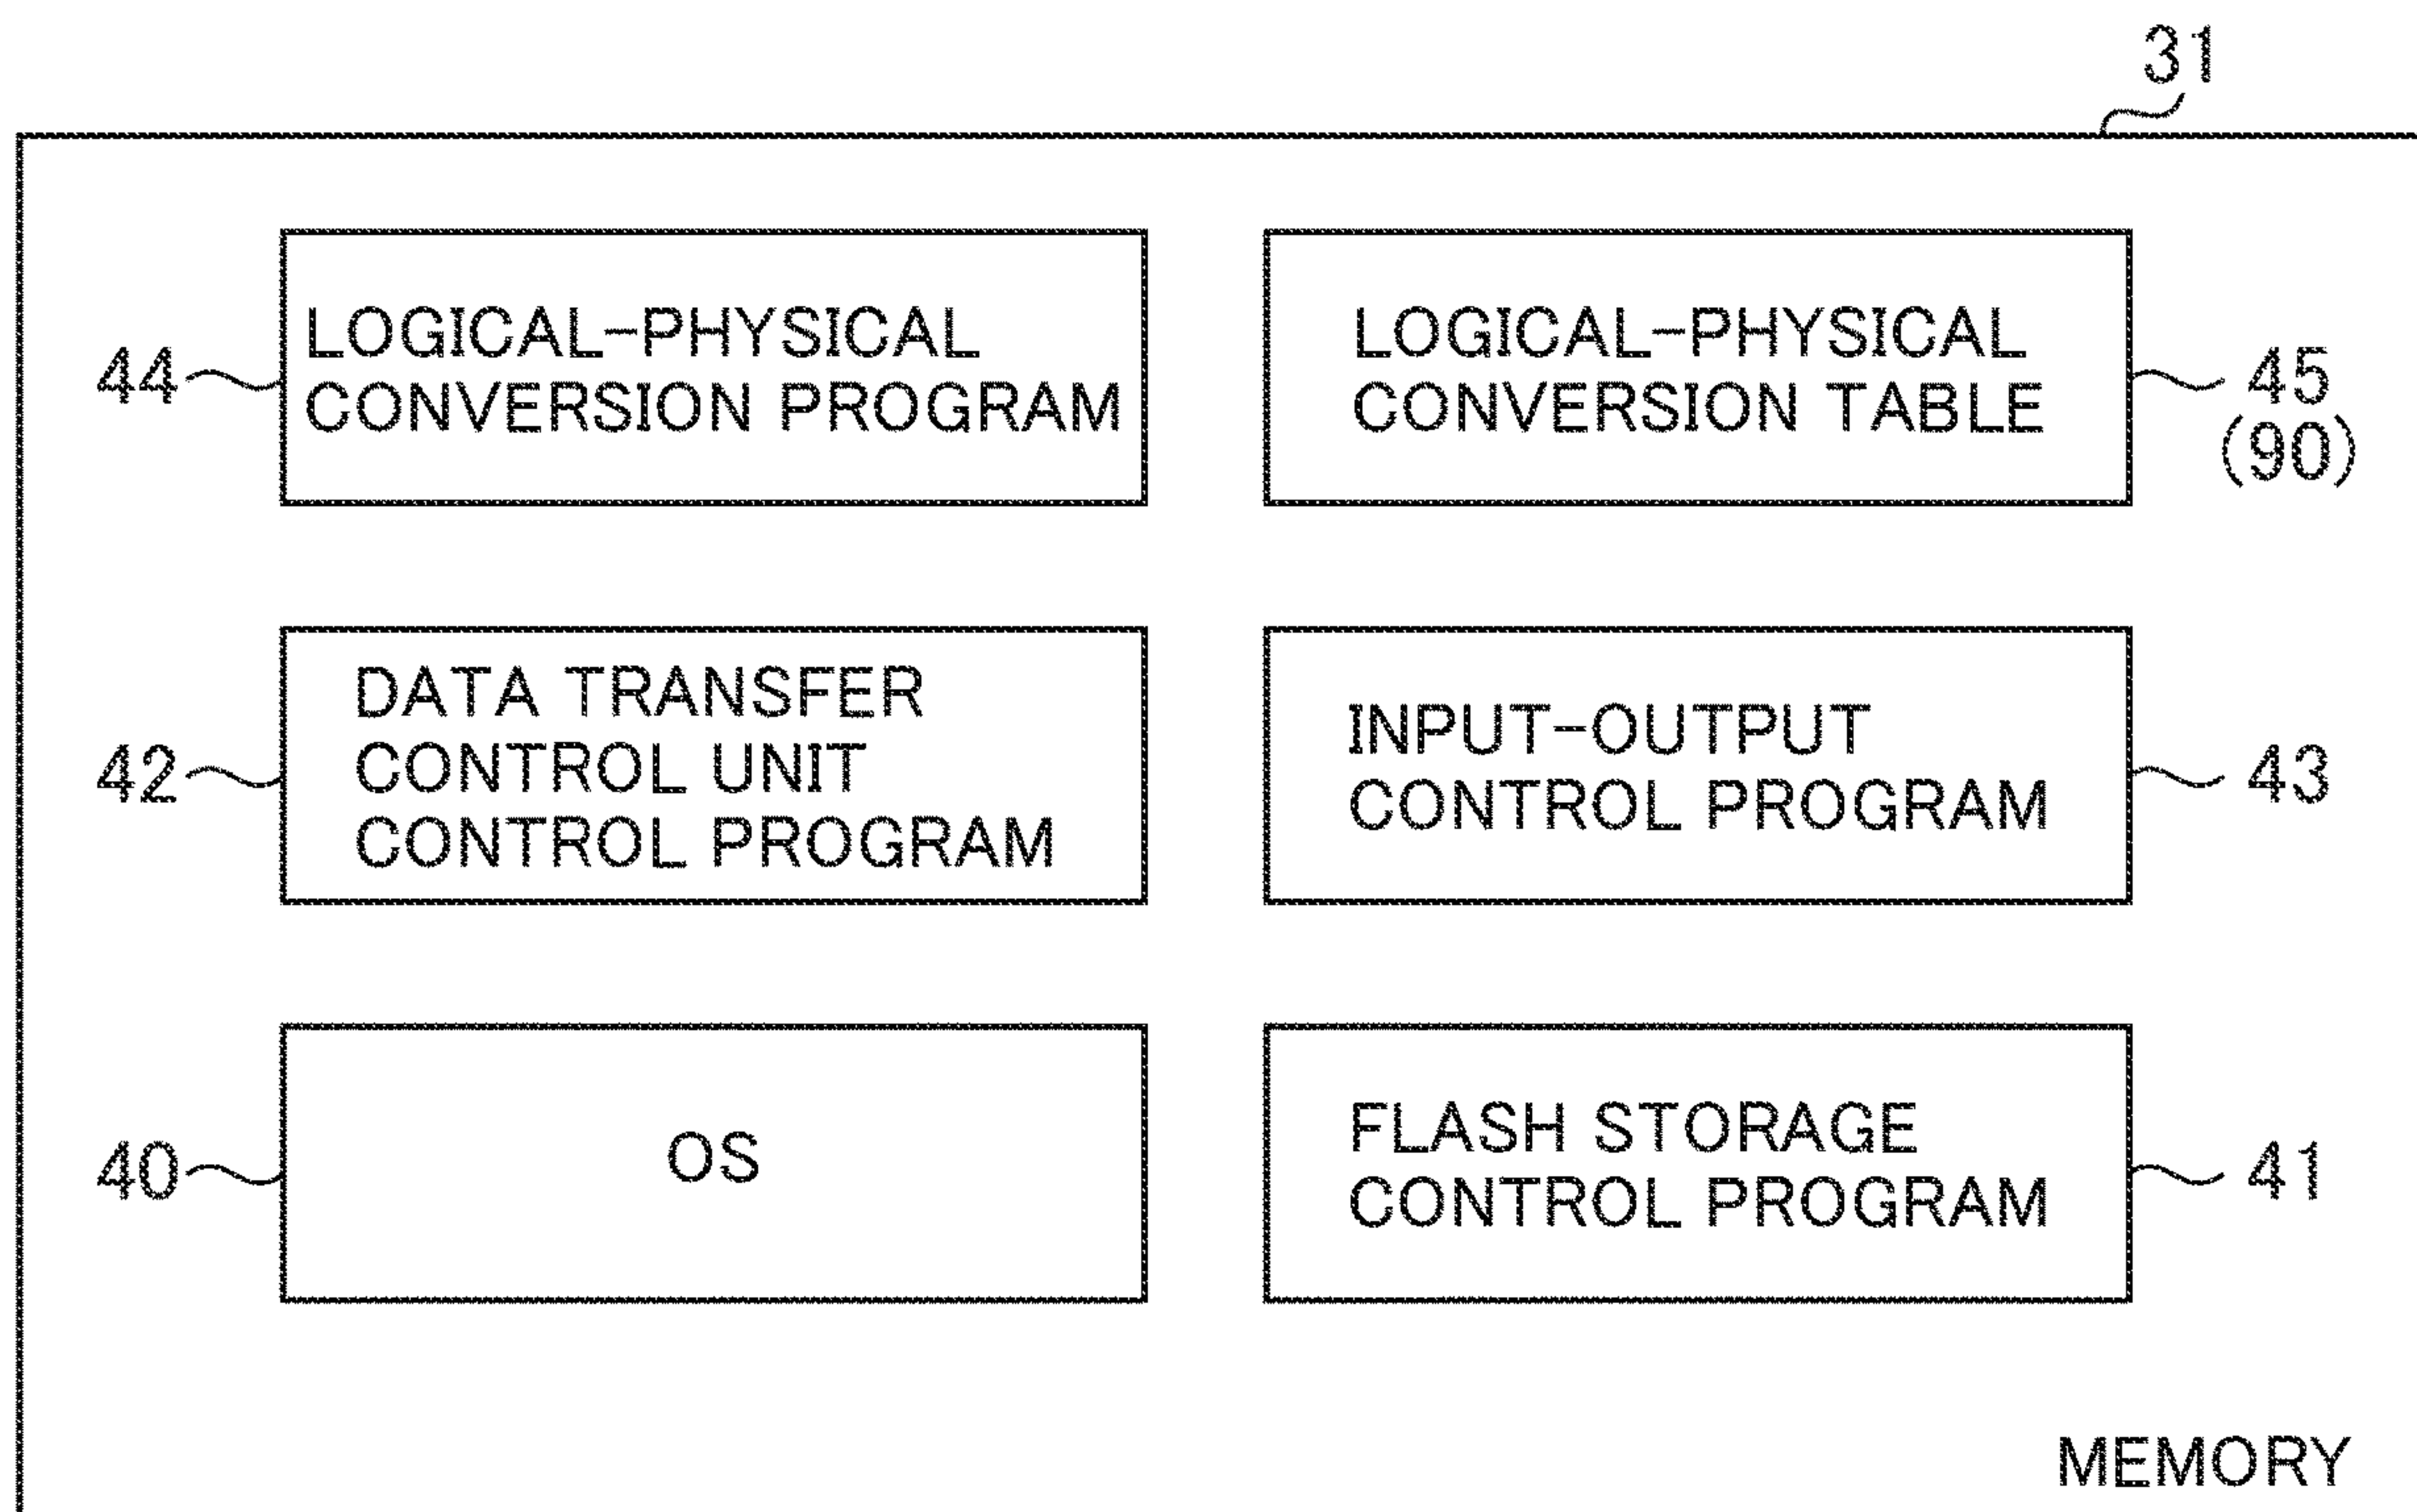 31
44
LOGICAL-PHYSICAL
CONVERSION PROGRAM
LOGICAL-PHYSICAL
CONVERSION TABLE
45
(90)
42
DATA TRANSFER
CONTROL UNIT
CONTROL PROGRAM
INPUT-OUTPUT
CONTROL PROGRAM
43
40
OS
FLASH STORAGE
CONTROL PROGRAM
41
MEMORY